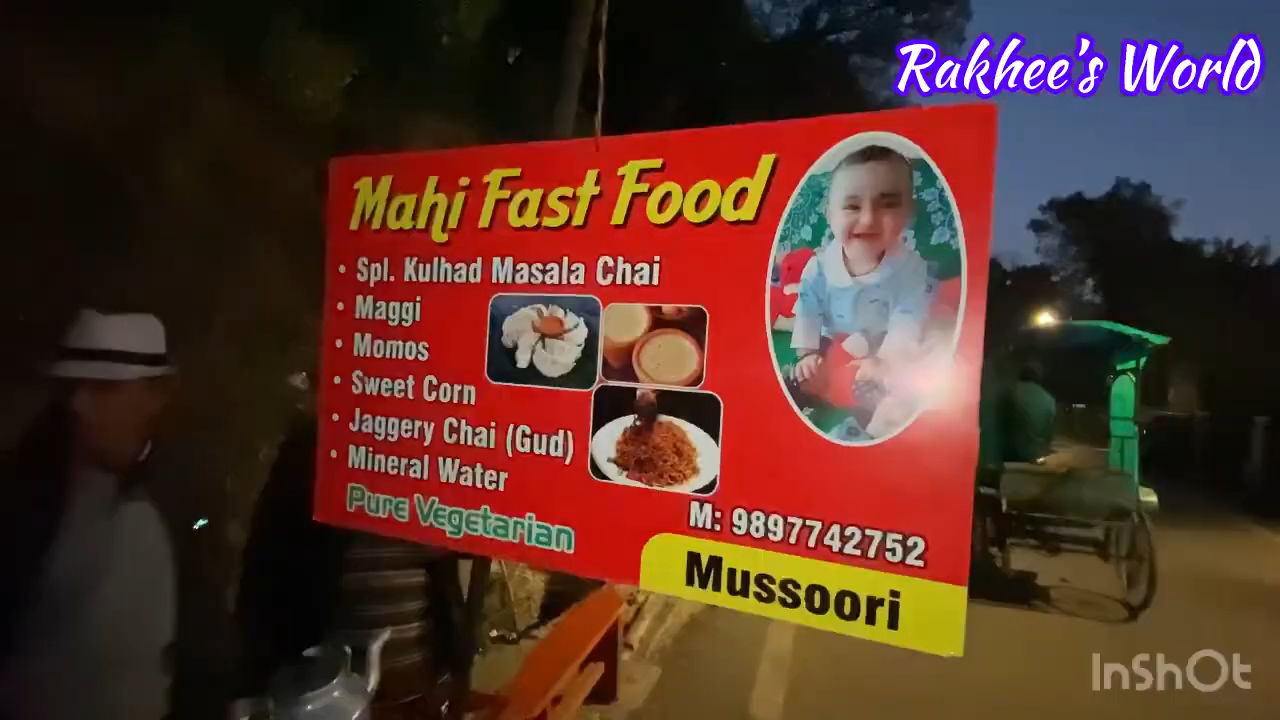 Rakhee's World
Mahi Fast Food
• Spl. Kulhad Masala Chai
• Maggi
• Momos
• Sweet Corn
• Jaggery Chai (Gud)
• Mineral Water
Pure Vegetarian
M: 9897742752
Mussoori
InShOt